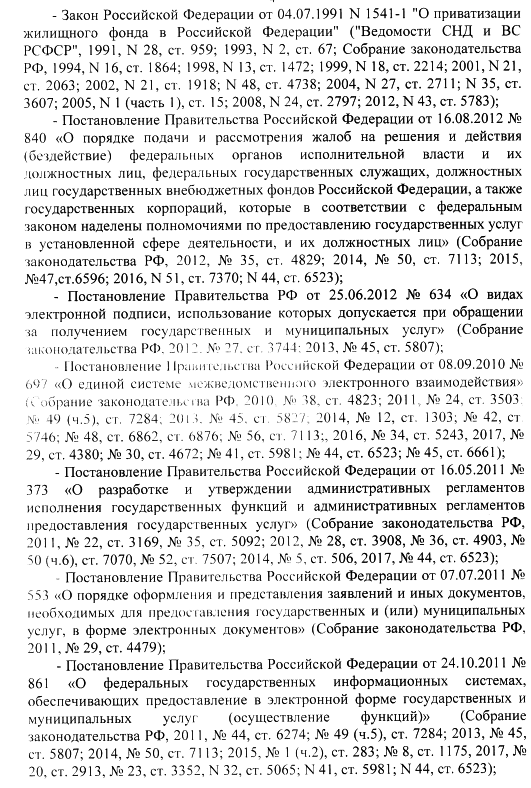 - Закон Российской Федерации от 04.07.1991 N 1541-1 "О приватизации
жилищного фонда в Российской Федерации" ("Ведомости СНД и ВС
РСФСР", 1991, N 28, ст. 959; 1993, N 2, ст. 67; Собрание законодательства
РФ, 1994, N 16, ст. 1864; 1998, N 13, ст. 1472; 1999, N 18, ст. 2214; 2001, N 21,
ст. 2063; 2002, N 21, ст. 1918; N 48, ст. 4738; 2004, N 27, ст. 2711; N 35, ст.
3607; 2005, N 1 (часть 1), ст. 15; 2008, N 24, ст. 2797; 2012, N 43, ст. 5783);
- Постановление Правительства Российской Федерации от 16.08.2012 №
840 «О порядке подачи и рассмотрения жалоб на решения и действия
(бездействие) федеральных органов исполнительной власти и их
должностных лиц, федеральных государственных служащих, должностных
лиц государственных внебюджетных фондов Российской Федерации, а также
государственных корпораций, которые в соответствии с федеральным
законом наделены полномочиями по предоставлению государственных услуг
в установленной сфере деятельности, и их должностных лиц» (Собрание
законодательства РФ, 2012, № 35, ст. 4829; 2014, № 50, ст. 7113; 2015,
№47,ст.6596; 2016, N 51, ст. 7370; N 44, ст. 6523);
- Постановление Правительства РФ от 25.06.2012 № 634 «О видах
электронной подписи, использование которых допускается при обращении
за получением государственных и муниципальных услуг» (Собрание
законодательства РФ, 2012, № 27, ст. 3744; 2013, № 45, ст. 5807);
- Постановление Правительства Российской Федерации от 08.09.2010 №
697 «О единой системе межведомственного электронного взаимодействия»
(Собрание законодательства РФ, 2010, № 38, ст. 4823; 2011, № 24, ст. 3503;
№ 49 (ч.5), ст. 7284; 2013, № 45, ст. 5827; 2014, № 12, ст. 1303; № 42, ст.
5746; № 48, ст. 6862, ст. 6876; № 56, ст. 7113;, 2016, № 34, ст. 5243, 2017, №
29, ст. 4380; № 30, ст. 4672; № 41, ст. 5981; № 44, ст. 6523; № 45, ст. 6661);
- Постановление Правительства Российской Федерации от 16.05.2011 №
373 «О разработке и утверждении административных регламентов
исполнения государственных функций и административных регламентов
предоставления государственных услуг» (Собрание законодательства РФ,
2011, № 22, ст. 3169, № 35, ст. 5092; 2012, № 28, ст. 3908, № 36, ст. 4903, №
50 (ч.6), ст. 7070, № 52, ст. 7507; 2014, № 5, ст. 506, 2017, № 44, ст. 6523);
- Постановление Правительства Российской Федерации от 07.07.2011 №
553 «О порядке оформления и представления заявлений и иных документов,
необходимых для предоставления государственных и (или) муниципальных
услуг, в форме электронных документов» (Собрание законодательства РФ,
2011, № 29, ст. 4479);
- Постановление Правительства Российской Федерации от 24.10.2011 №
861 «О федеральных государственных информационных системах,
обеспечивающих предоставление в электронной форме государственных и
муниципальных услуг (осуществление функций)» (Собрание
законодательства РФ, 2011, № 44, ст. 6274; № 49 (ч.5), ст. 7284; 2013, № 45,
ст. 5807; 2014, № 50, ст. 7113; 2015, № 1 (ч.2), ст. 283; № 8, ст. 1175, 2017, №
20, ст. 2913, № 23, ст. 3352, N 32, ст. 5065; N 41, ст. 5981; N 44, ст. 6523);